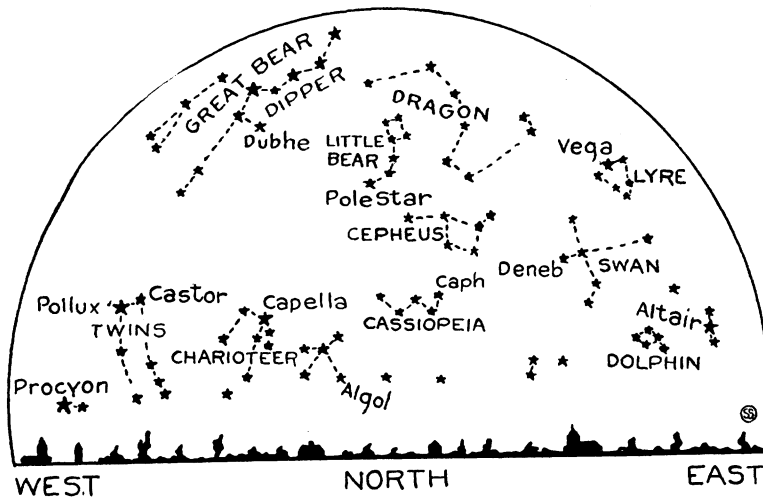 GREAT BEAR
DIPPER
Dubhe
DRAGON
LITTLE
BEAR
Pole Star
Vega
LYRE
CEPHEUS
Deneb
SWAN
Pollux
Castor
TWINS
Capella
CHARIOTEER
Caph
CASSIOPEIA
Altair
DOLPHIN
Procyon
Algol
WEST
NORTH
EAST